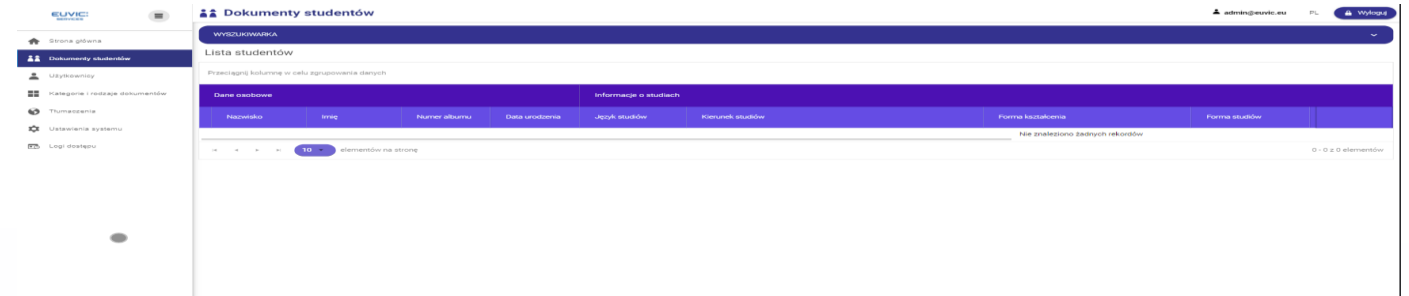 EUVIC
SERVICES
Dokumenty studentów
admin@euvic.eu
PL
Wyloguj
WYSZUKIWARKA
Strona główna
Dokumenty studentów
Użytkownicy
Kategorie i rodzaje dokumentów
Tłumaczenia
Ustawienia systemu
Logi dostępu
Lista studentów
Przeciągnij kolumnę w celu zgrupowania danych
Dane osobowe Informacje o studiach
Nazwisko Imię Numer albumu Data urodzenia Język studiów Kierunek studiów Forma kształcenia Forma studiów
Nie znaleziono żadnych rekordów
10 elementów na stronę
0 - 0 z 0 elementów